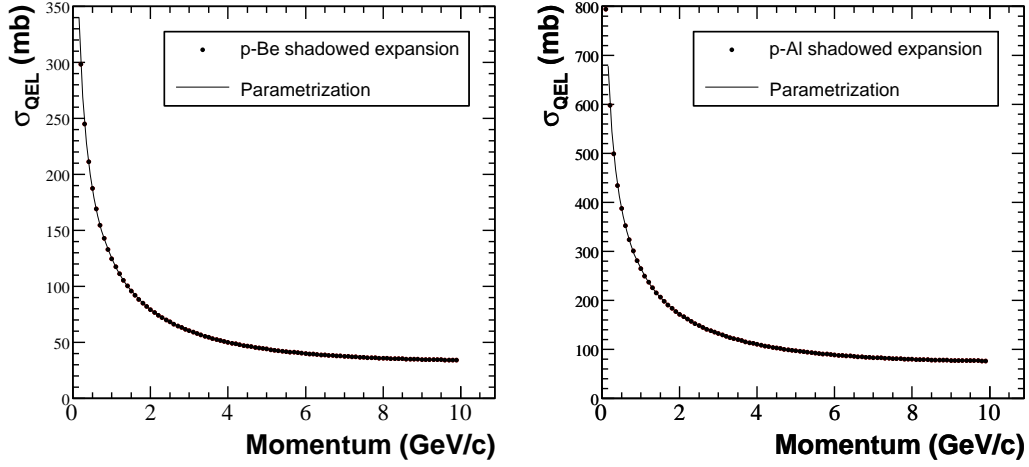 σQEL (mb)
350
300
250
200
150
100
50
0
p-Be shadowed expansion
Parametrization
0 2 4 6 8 10
Momentum (GeV/c)
σQEL (mb)
800
700
600
500
400
300
200
100
0
p-Al shadowed expansion
Parametrization
0 2 4 6 8 10
Momentum (GeV/c)